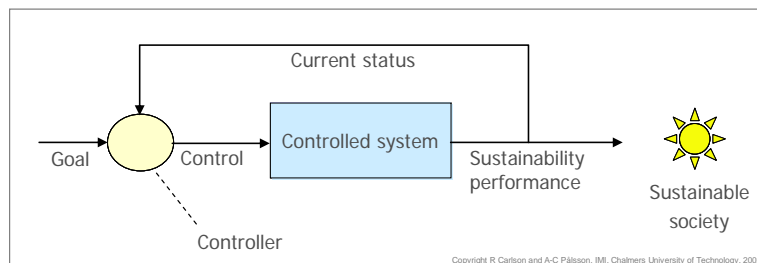 Current status
Goal
Control
Controlled system
Sustainability
performance
Sustainable
society
Controller
Copyright R Carlson and A-C Pålsson, IMI, Chalmers University of Technology,